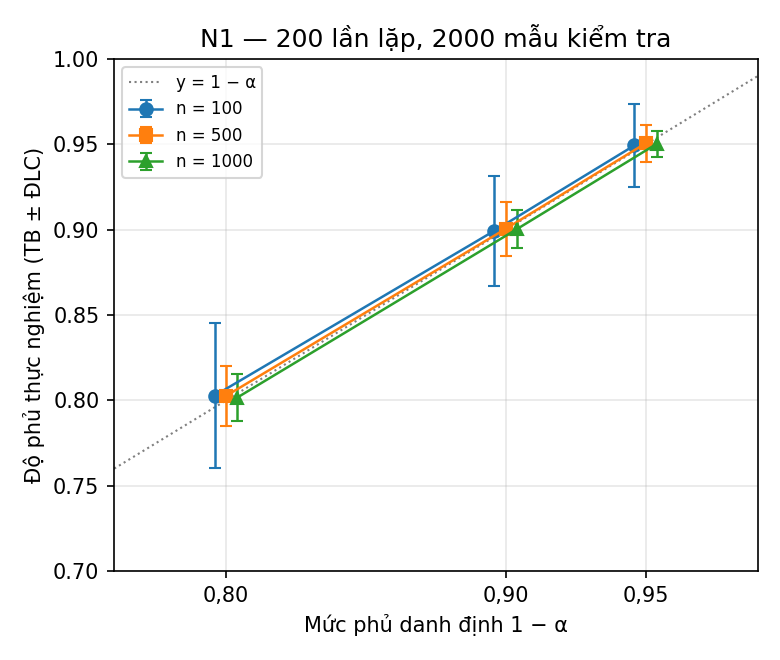 N1 — 200 lần lặp, 2000 mẫu kiểm tra
y = 1 − α
n = 100
n = 500
n = 1000
Độ phủ thực nghiệm (TB ± ĐLC)
1.00
0.95
0.90
0.85
0.80
0.75
0.70
0,80
0,90
0,95
Mức phủ danh định 1 − α